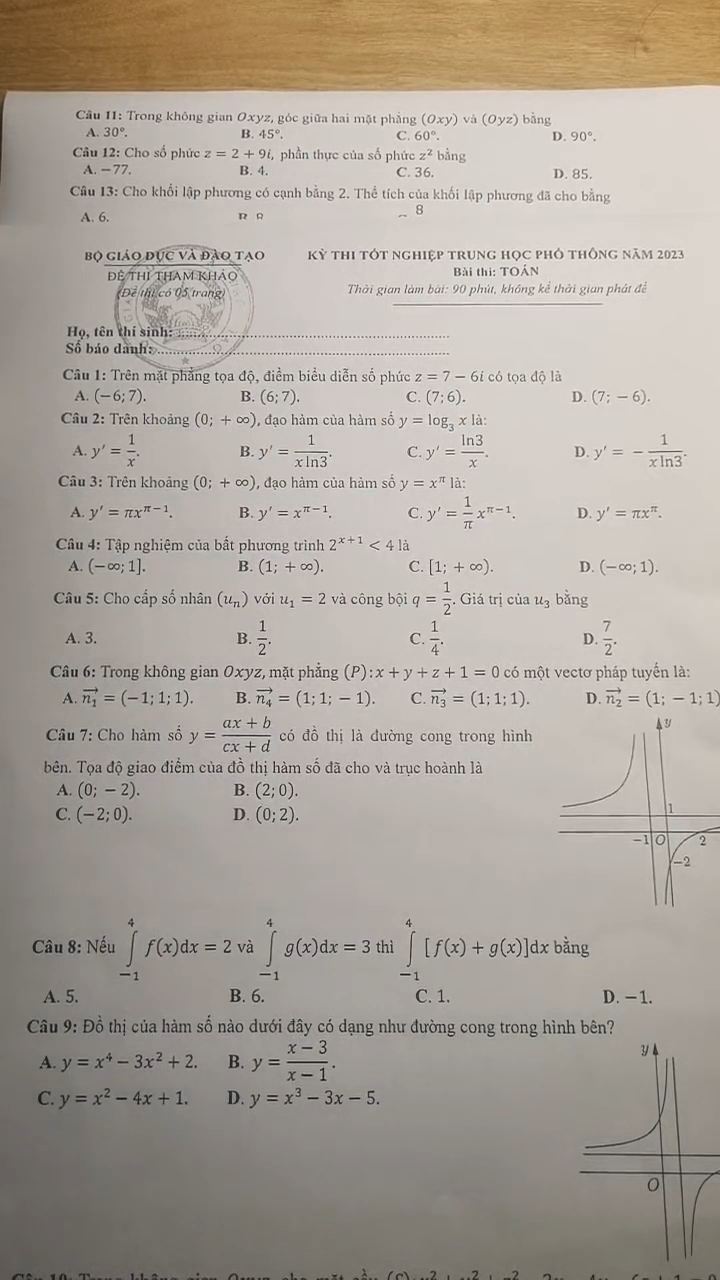 Câu 11: Trong không gian Oxyz, góc giữa hai mặt phẳng (Oxy) và (Oyz) bằng
A. 30°. B. 45°. C. 60°. D. 90°.
Câu 12: Cho số phức z = 2 + 9i, phần thực của số phức z² bằng
A. −77. B. 4. C. 36. D. 85.
Câu 13: Cho khối lập phương có cạnh bằng 2. Thể tích của khối lập phương đã cho bằng
A. 6. 8
BỘ GIÁO DỤC VÀ ĐÀO TẠO KỲ THI TỐT NGHIỆP TRUNG HỌC PHỔ THÔNG NĂM 2023
ĐỀ THI THAM KHẢO Bài thi: TOÁN
(Đề thi có 05 trang) Thời gian làm bài: 90 phút, không kể thời gian phát đề
Họ, tên thí sinh:
Số báo danh:
Câu 1: Trên mặt phẳng tọa độ, điểm biểu diễn số phức z = 7 − 6i có tọa độ là
A. (−6; 7). B. (6; 7). C. (7; 6). D. (7; −6).
Câu 2: Trên khoảng (0; +∞), đạo hàm của hàm số y = log₃ x là:
A. y′ = 1/x. B. y′ = 1/(x ln3). C. y′ = ln3/x. D. y′ = − 1/(x ln3).
Câu 3: Trên khoảng (0; +∞), đạo hàm của hàm số y = x^π là:
A. y′ = πx^(π−1). B. y′ = x^(π−1). C. y′ = 1/π x^(π−1). D. y′ = πx^π.
Câu 4: Tập nghiệm của bất phương trình 2^(x+1) < 4 là
A. (−∞; 1]. B. (1; +∞). C. [1; +∞). D. (−∞; 1).
Câu 5: Cho cấp số nhân (uₙ) với u₁ = 2 và công bội q = 1/2. Giá trị của u₃ bằng
A. 3. B. 1/2. C. 1/4. D. 7/2.
Câu 6: Trong không gian Oxyz, mặt phẳng (P): x + y + z + 1 = 0 có một vectơ pháp tuyến là:
A. n₁⃗ = (−1; 1; 1). B. n₄⃗ = (1; 1; −1). C. n₃⃗ = (1; 1; 1). D. n₂⃗ = (1; −1; 1)
Câu 7: Cho hàm số y = (ax + b)/(cx + d) có đồ thị là đường cong trong hình
bên. Tọa độ giao điểm của đồ thị hàm số đã cho và trục hoành là
A. (0; −2). B. (2; 0).
C. (−2; 0). D. (0; 2).
y
1
−1 O 2
−2
Câu 8: Nếu ∫₋₁⁴ f(x)dx = 2 và ∫₋₁⁴ g(x)dx = 3 thì ∫₋₁⁴ [f(x) + g(x)]dx bằng
A. 5. B. 6. C. 1. D. −1.
Câu 9: Đồ thị của hàm số nào dưới đây có dạng như đường cong trong hình bên?
A. y = x⁴ − 3x² + 2. B. y = (x − 3)/(x − 1).
C. y = x² − 4x + 1. D. y = x³ − 3x − 5.
y
O